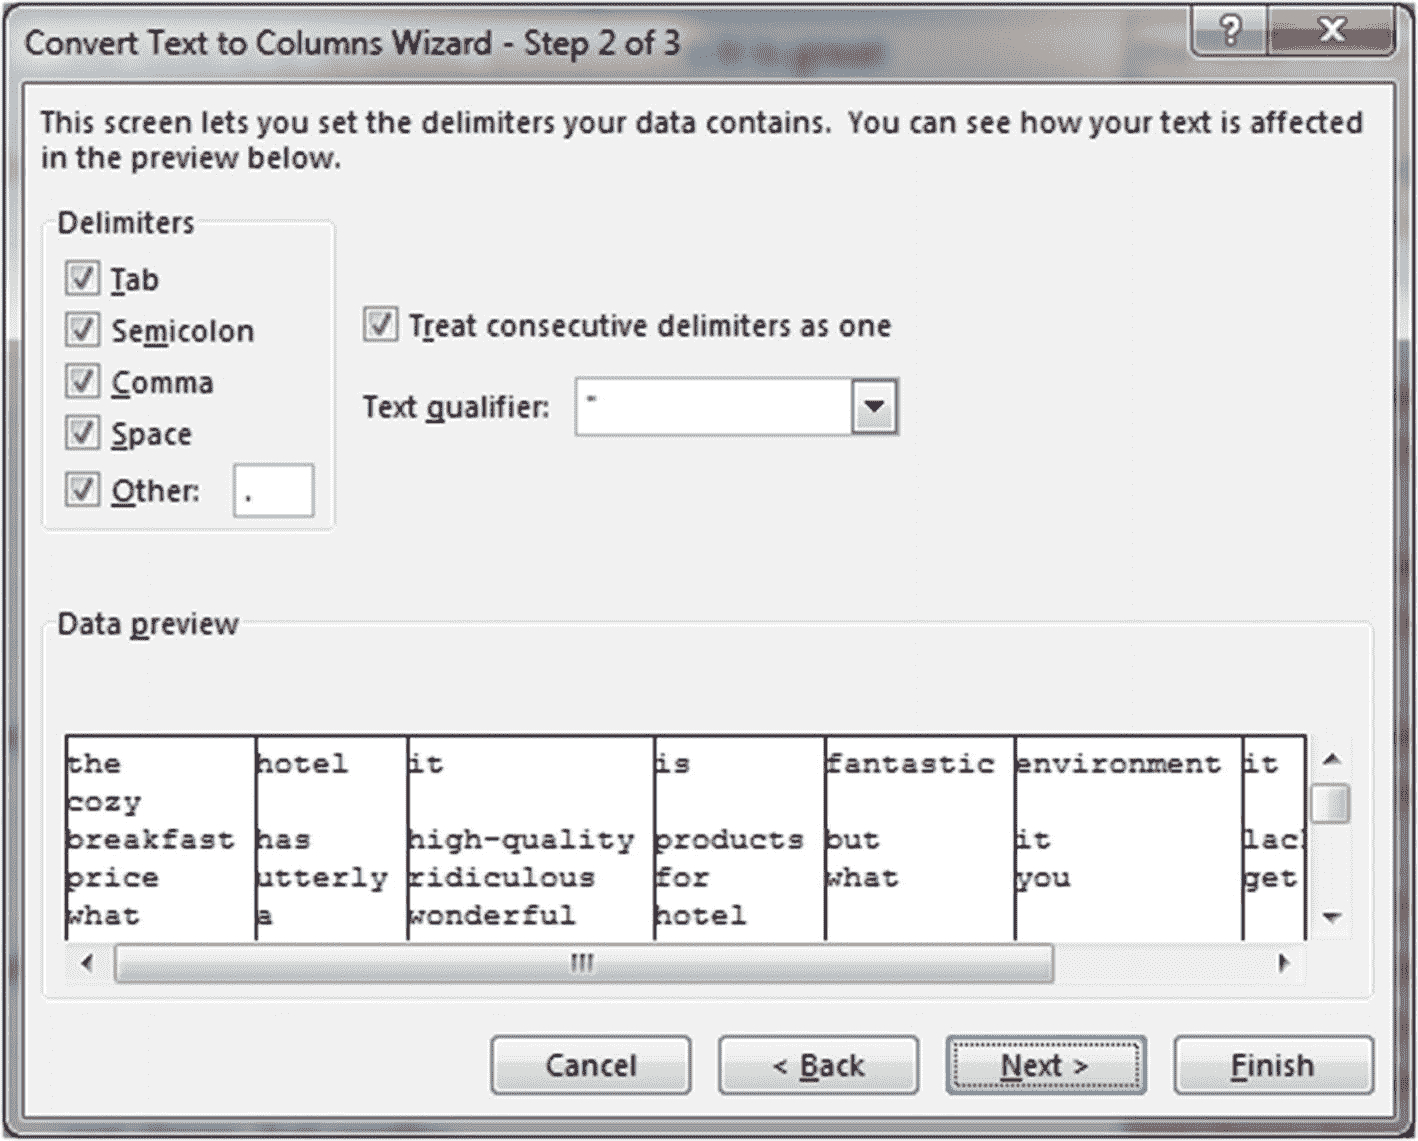 Convert Text to Columns Wizard - Step 2 of 3
This screen lets you set the delimiters your data contains.  You can see how your text is affected
in the preview below.
Delimiters
Tab
Semicolon
Comma
Space
Other: .
Treat consecutive delimiters as one
Text qualifier: "
Data preview
the hotel it is fantastic environment it
cozy
breakfast has high-quality products but it lack
price utterly ridiculous for what you get
what a wonderful hotel
Cancel < Back Next > Finish